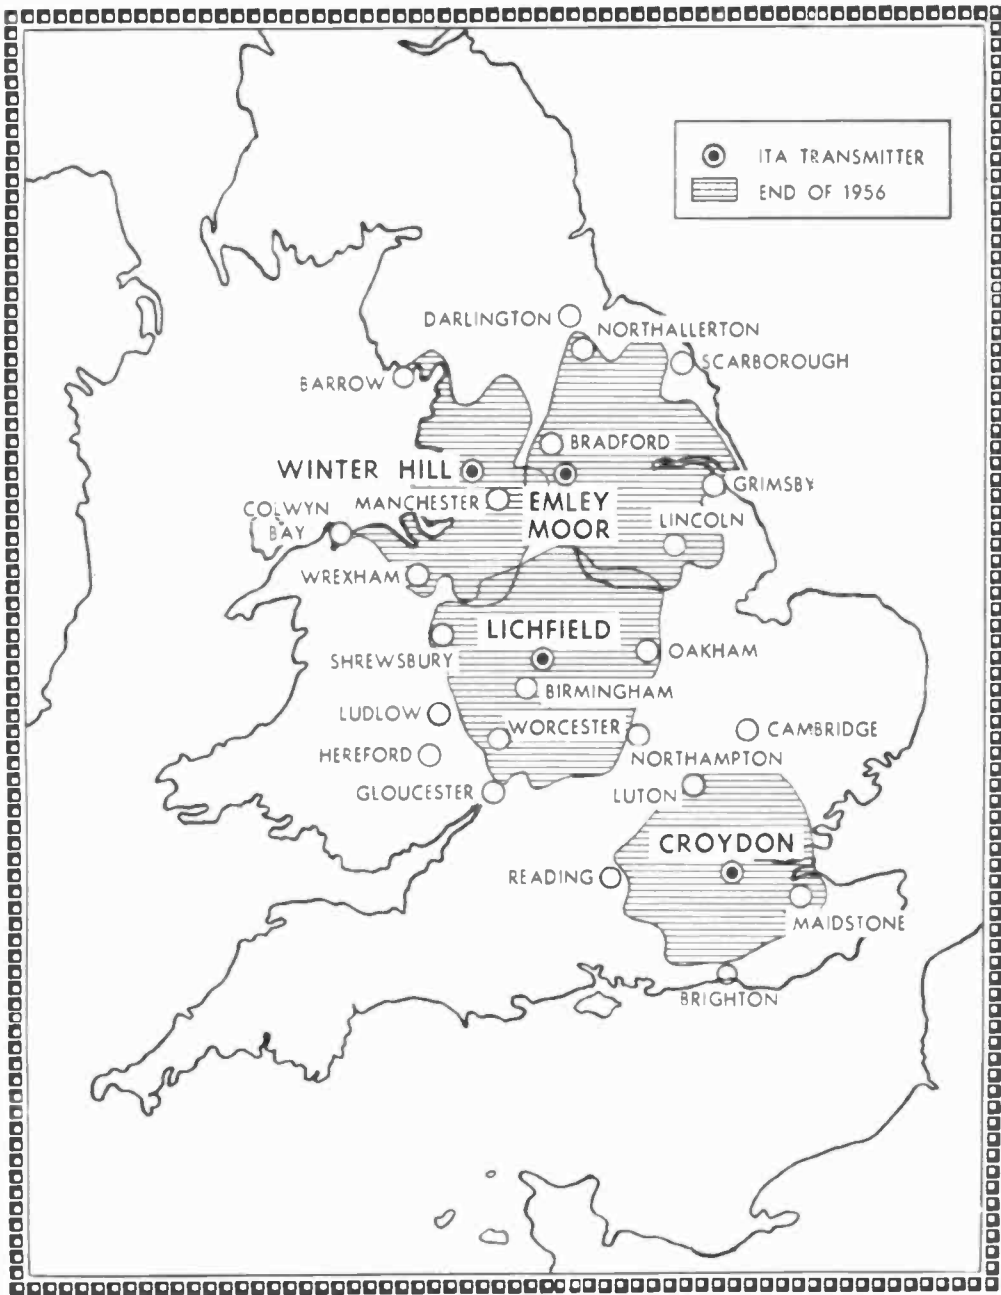 ITA TRANSMITTER
END OF 1956
DARLINGTON
NORTHALLERTON
SCARBOROUGH
BARROW
BRADFORD
WINTER HILL
GRIMSBY
MANCHESTER
EMLEY
MOOR
COLWYN
BAY
LINCOLN
WREXHAM
LICHFIELD
SHREWSBURY
OAKHAM
BIRMINGHAM
LUDLOW
WORCESTER
CAMBRIDGE
HEREFORD
NORTHAMPTON
GLOUCESTER
LUTON
CROYDON
READING
MAIDSTONE
BRIGHTON